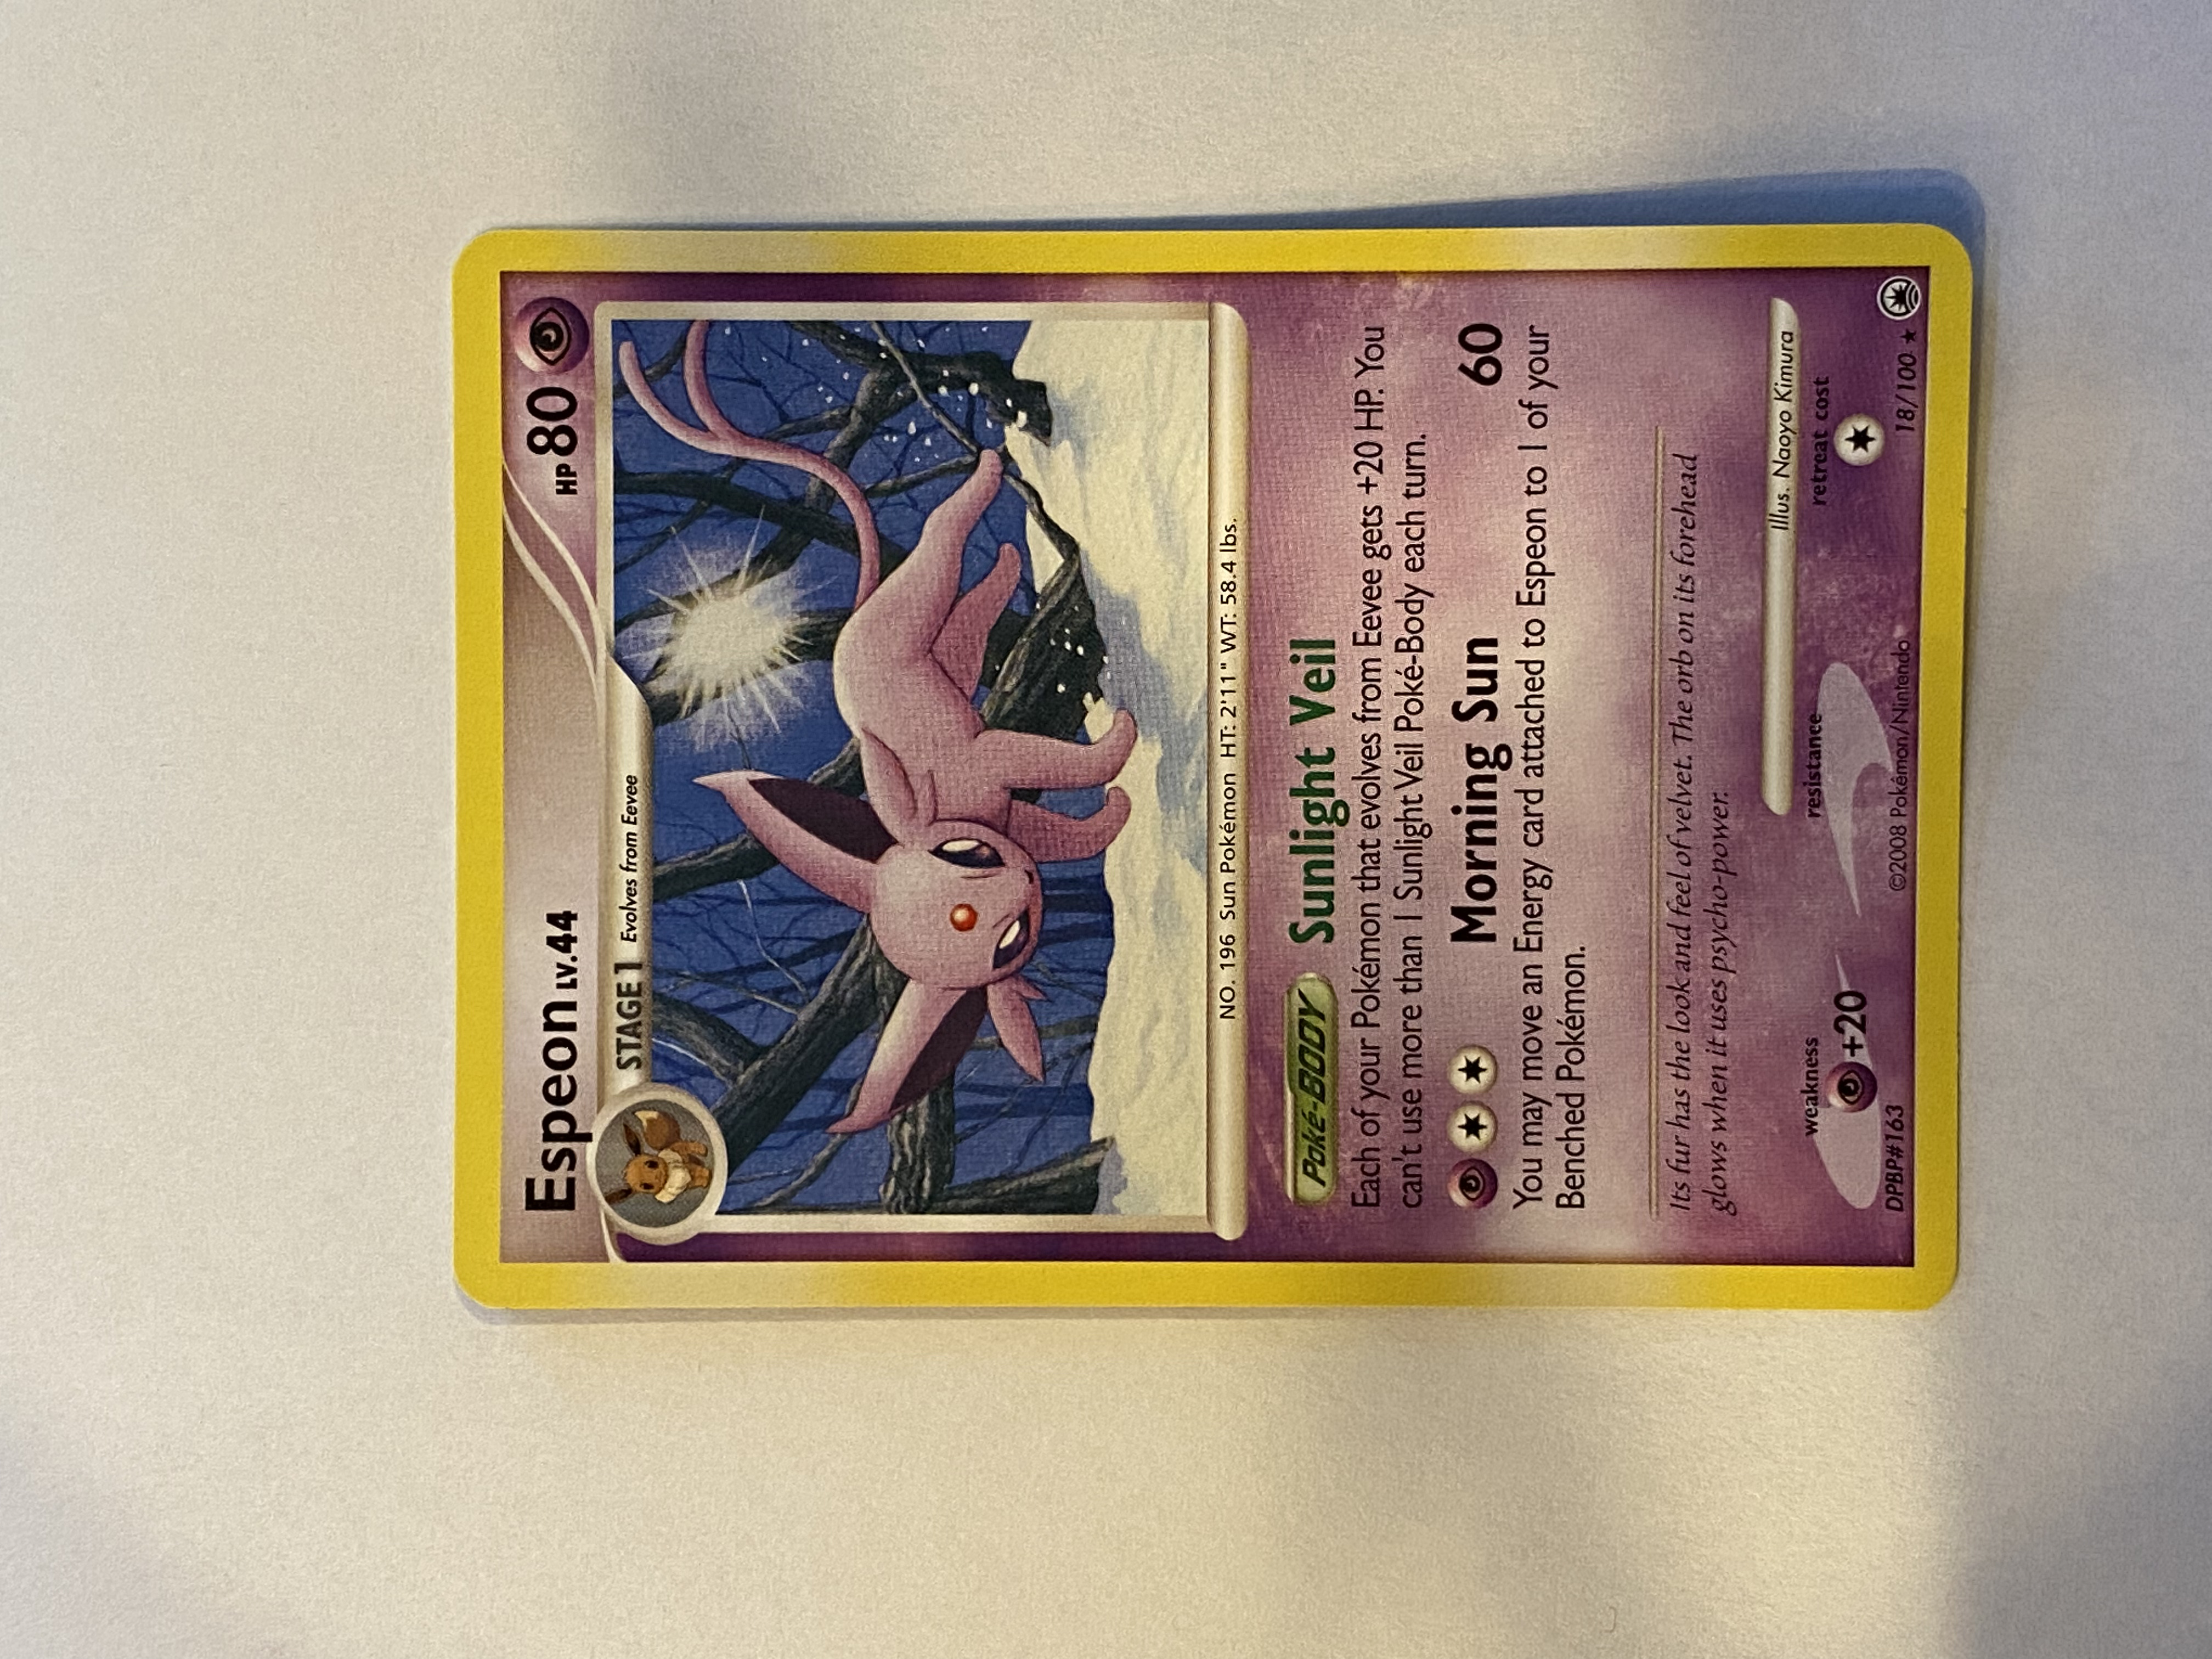 Espeon LV.44 HP 80
STAGE 1 Evolves from Eevee
NO. 196 Sun Pokémon HT: 2'11" WT: 58.4 lbs.
Poké-BODY Sunlight Veil
Each of your Pokémon that evolves from Eevee gets +20 HP. You
can't use more than 1 Sunlight Veil Poké-Body each turn.
Morning Sun 60
You may move an Energy card attached to Espeon to 1 of your
Benched Pokémon.
Its fur has the look and feel of velvet. The orb on its forehead
glows when it uses psycho-power.
Illus. Naoyo Kimura
weakness resistance retreat cost
+20
DPBP#163 ©2008 Pokémon/Nintendo 18/100 ★